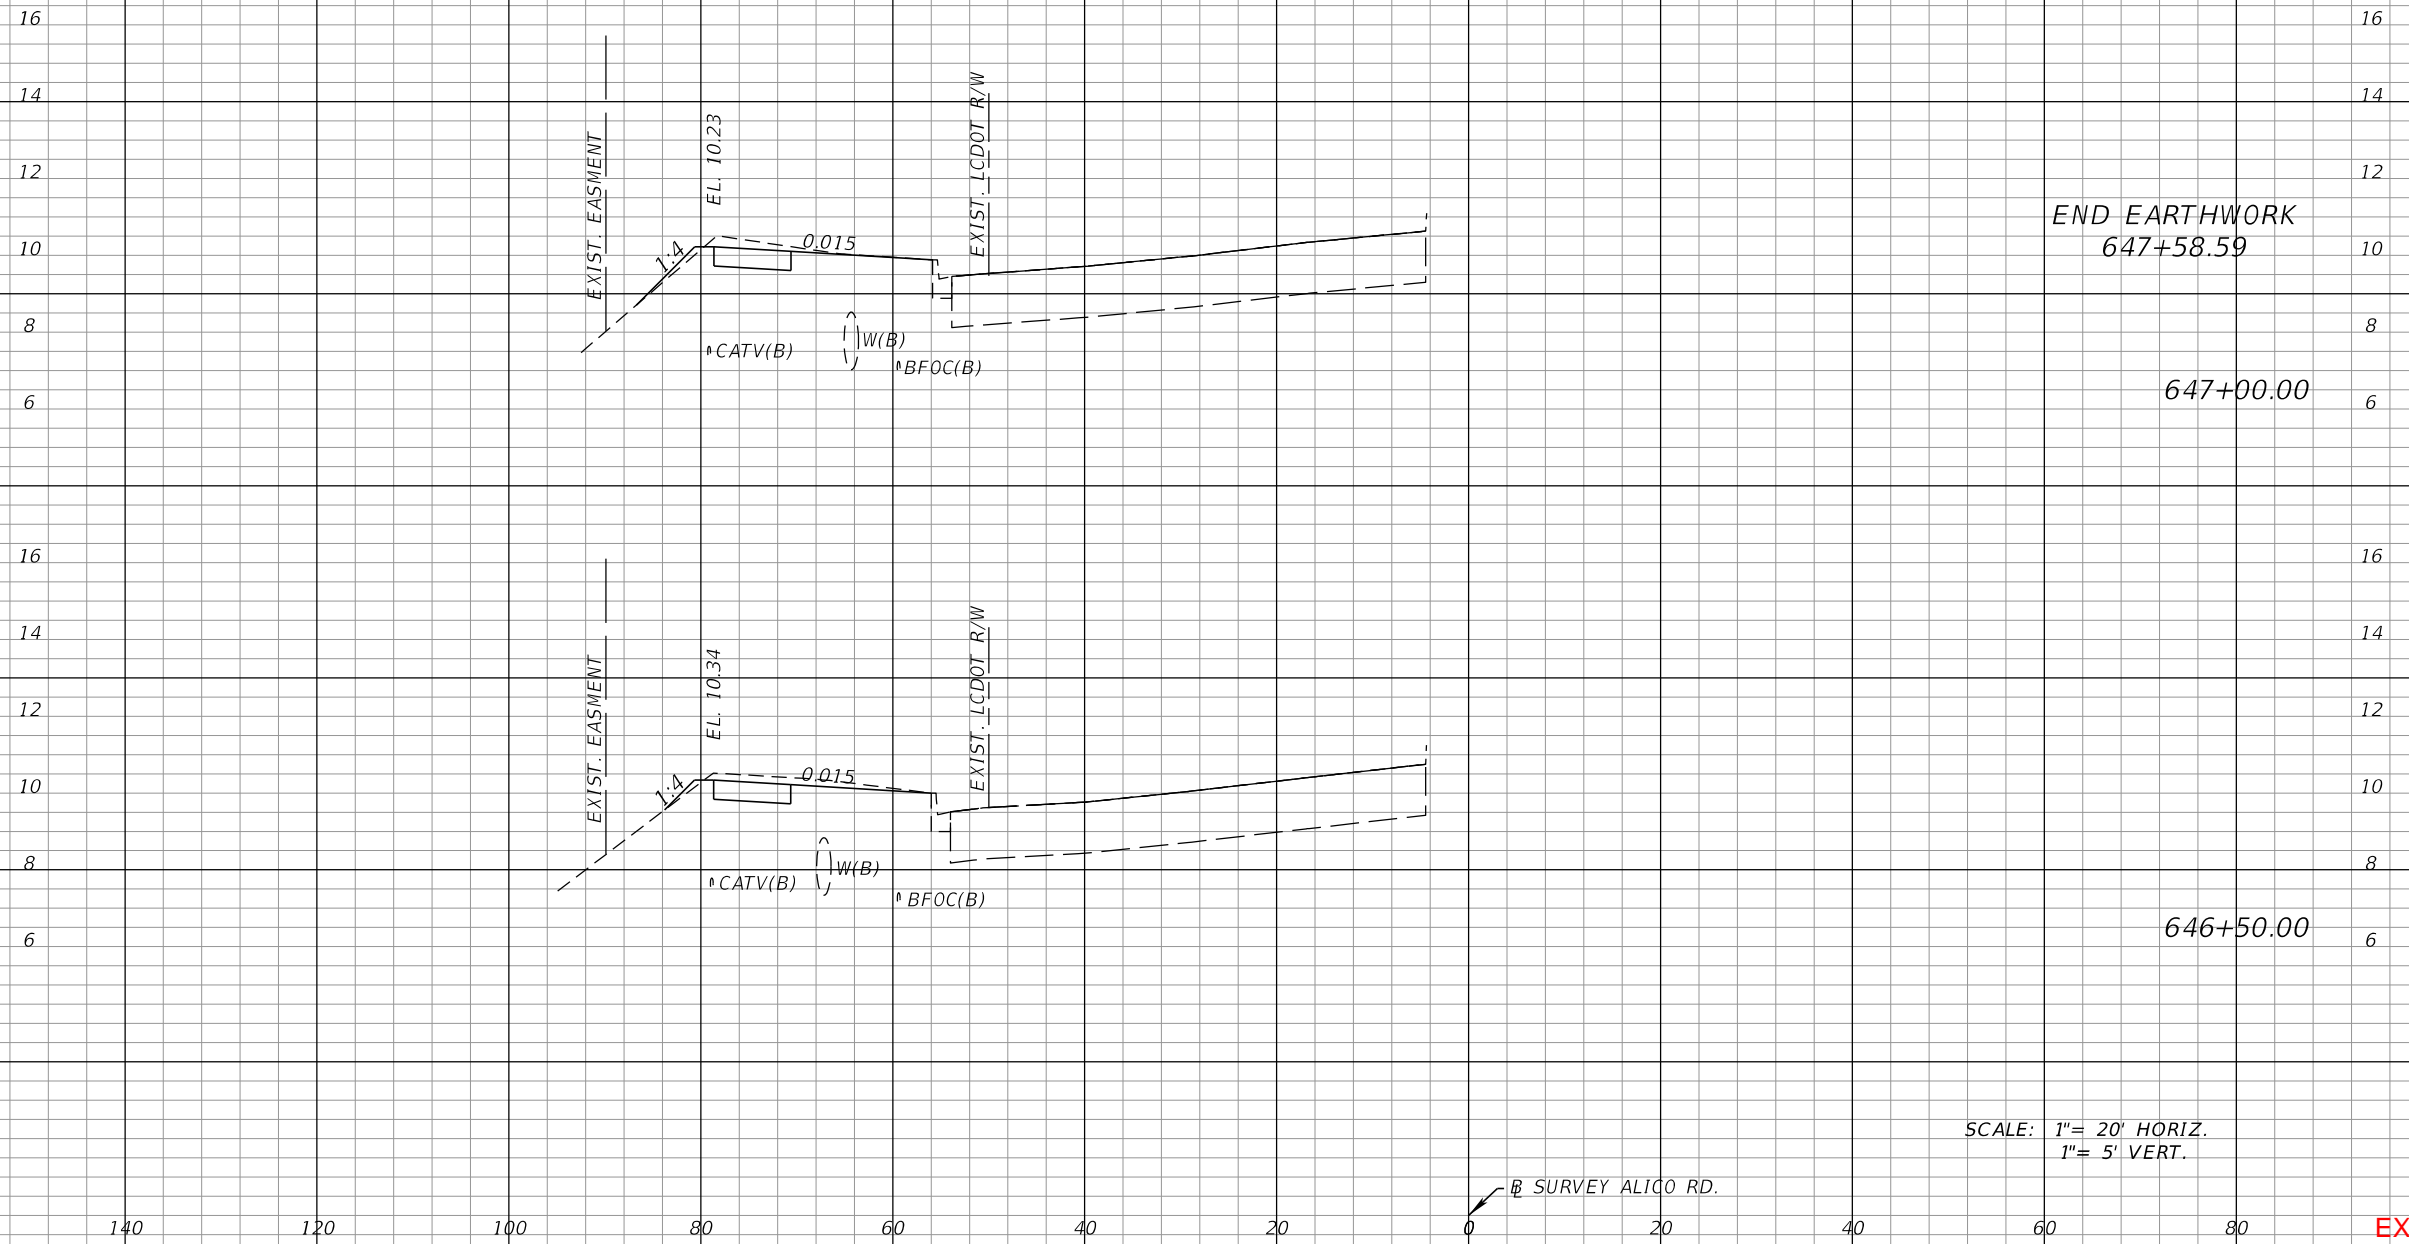 16 16
14 14
EXIST. LCDOT R/W
EL. 10.23
EXIST. EASMENT
12 12
END EARTHWORK
647+58.59
10 10
1:4
0.015
8 8
W(B)
CATV(B)
BFOC(B)
647+00.00
6 6
16 16
14 14
EXIST. LCDOT R/W
EL. 10.34
EXIST. EASMENT
12 12
10 10
1:4
0.015
8 8
W(B)
CATV(B)
BFOC(B)
646+50.00
6 6
SCALE: 1"= 20' HORIZ.
1"= 5' VERT.
BL SURVEY ALICO RD.
140 120 100 80 60 40 20 0 20 40 60 80
EX